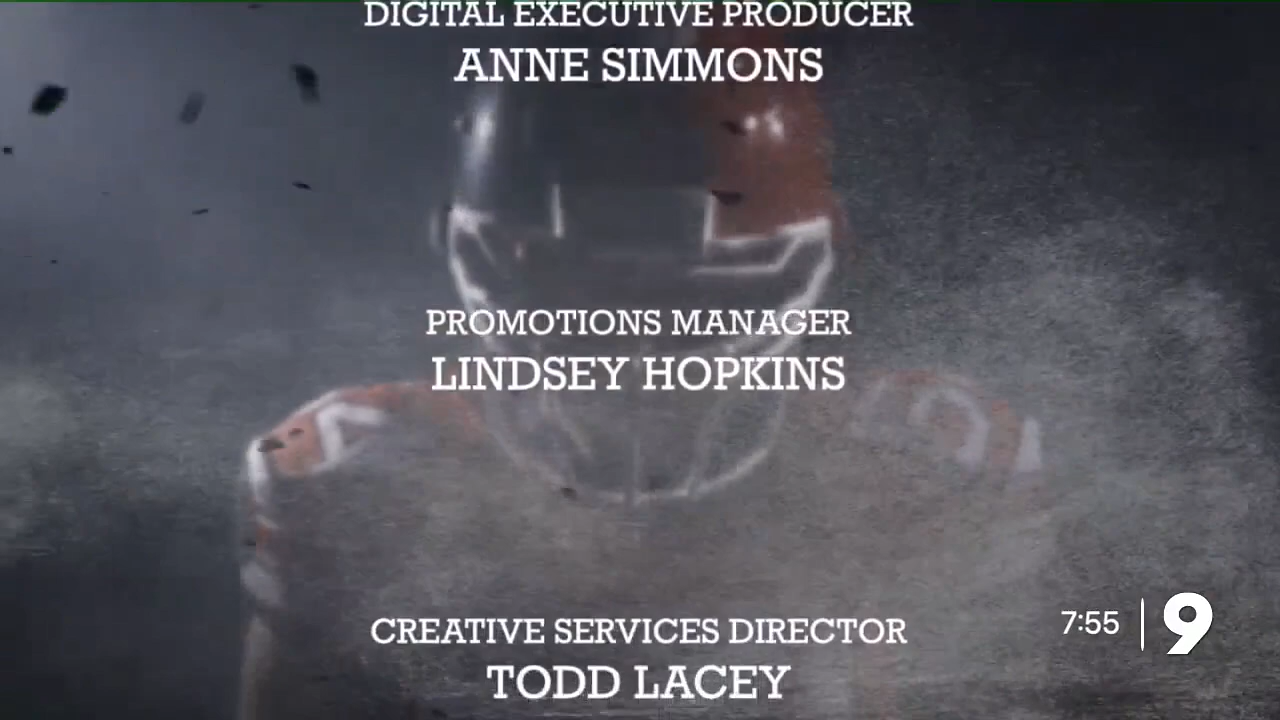 DIGITAL EXECUTIVE PRODUCER
ANNE SIMMONS
PROMOTIONS MANAGER
LINDSEY HOPKINS
CREATIVE SERVICES DIRECTOR
TODD LACEY
7:55 9